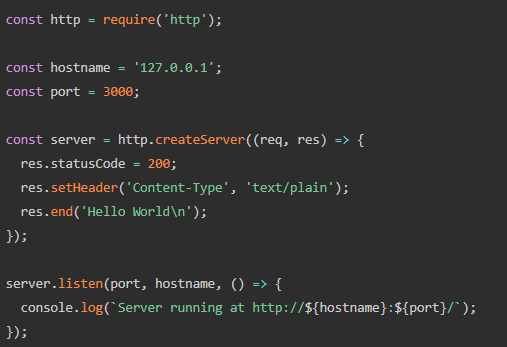 const http = require('http');

const hostname = '127.0.0.1';
const port = 3000;

const server = http.createServer((req, res) => {
  res.statusCode = 200;
  res.setHeader('Content-Type', 'text/plain');
  res.end('Hello World\n');
});

server.listen(port, hostname, () => {
  console.log(`Server running at http://${hostname}:${port}/`);
});